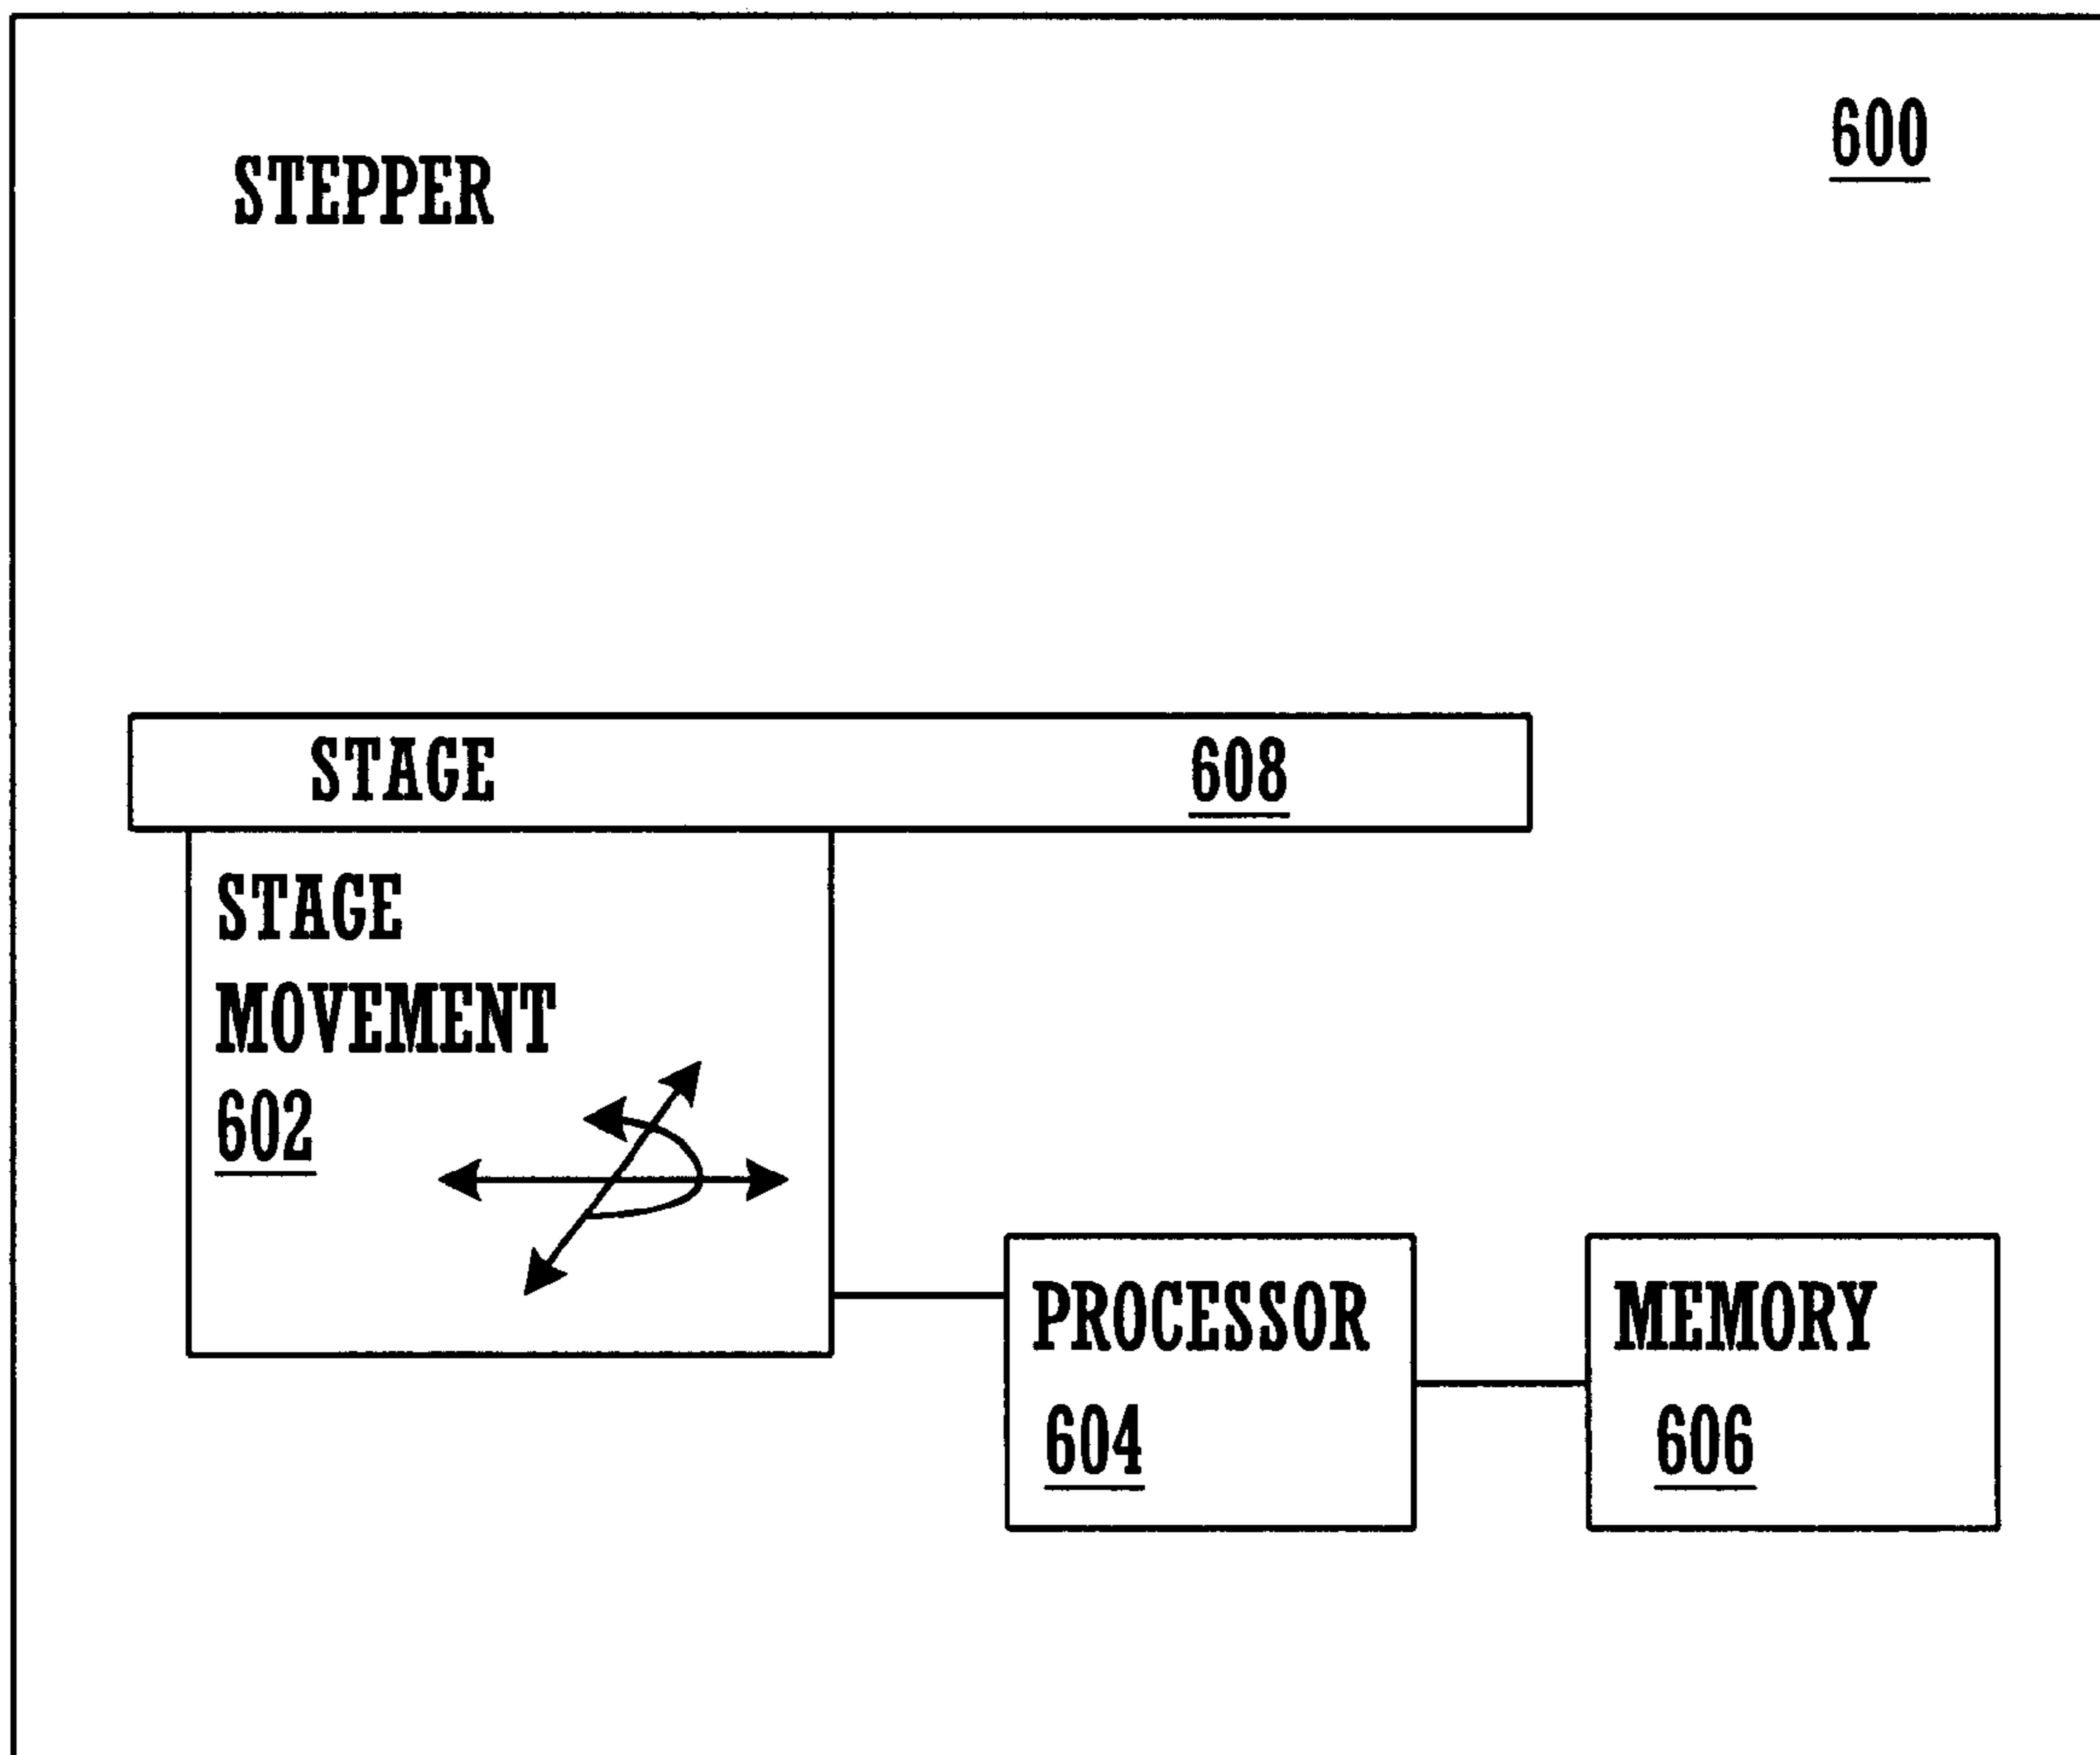 600
STEPPER
STAGE 608
STAGE
MOVEMENT
602
PROCESSOR
604
MEMORY
606